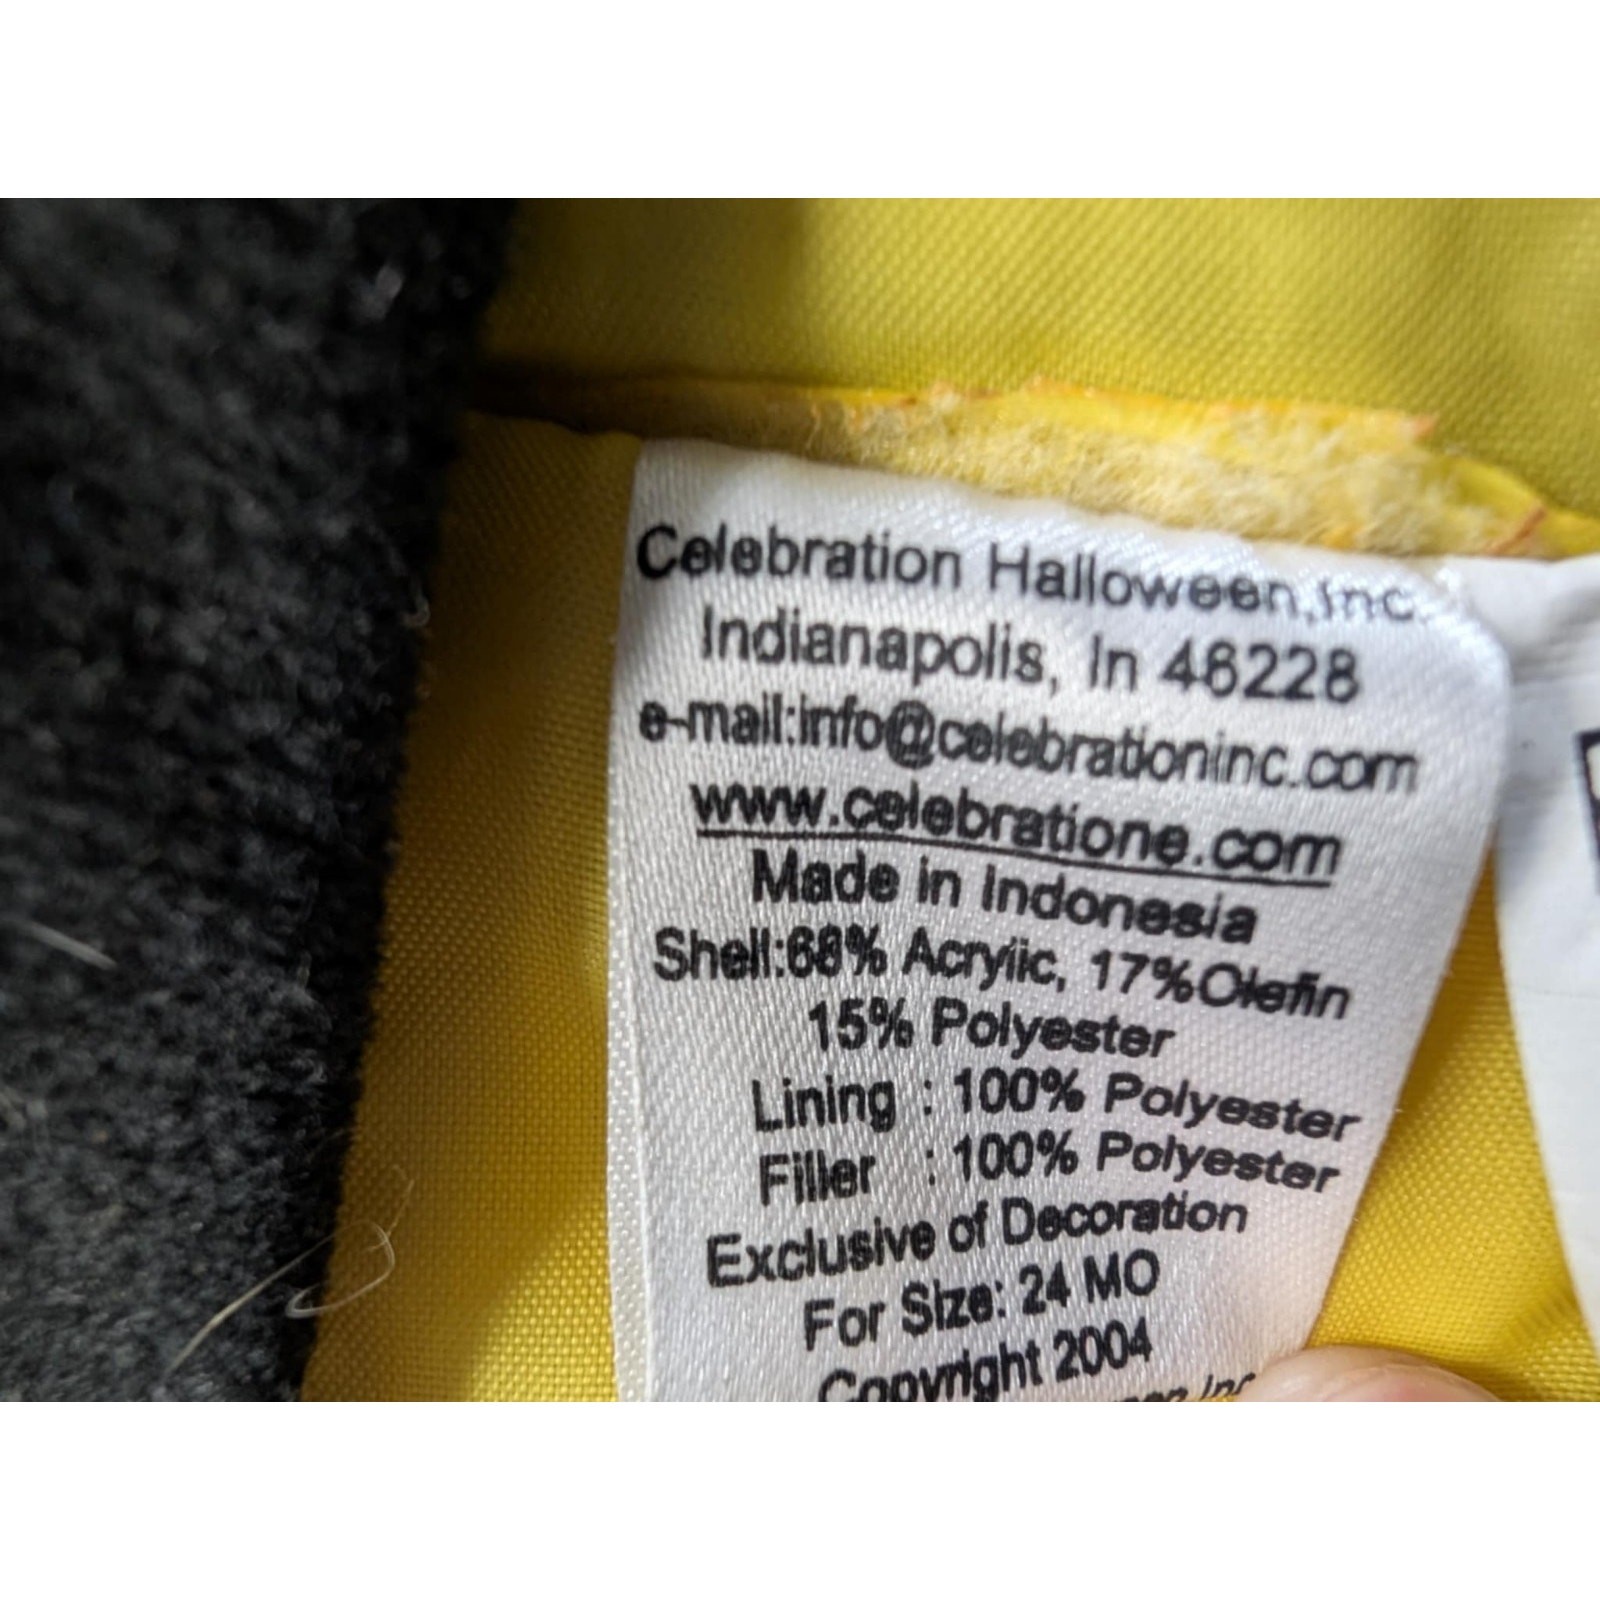 Celebration Halloween,Inc.
Indianapolis, In 46228
e-mail:info@celebrationinc.com
www.celebratione.com
Made in Indonesia
Shell:68% Acrylic, 17%Olefin
15% Polyester
Lining : 100% Polyester
Filler : 100% Polyester
Exclusive of Decoration
For Size: 24 MO
Copyright 2004
Inc